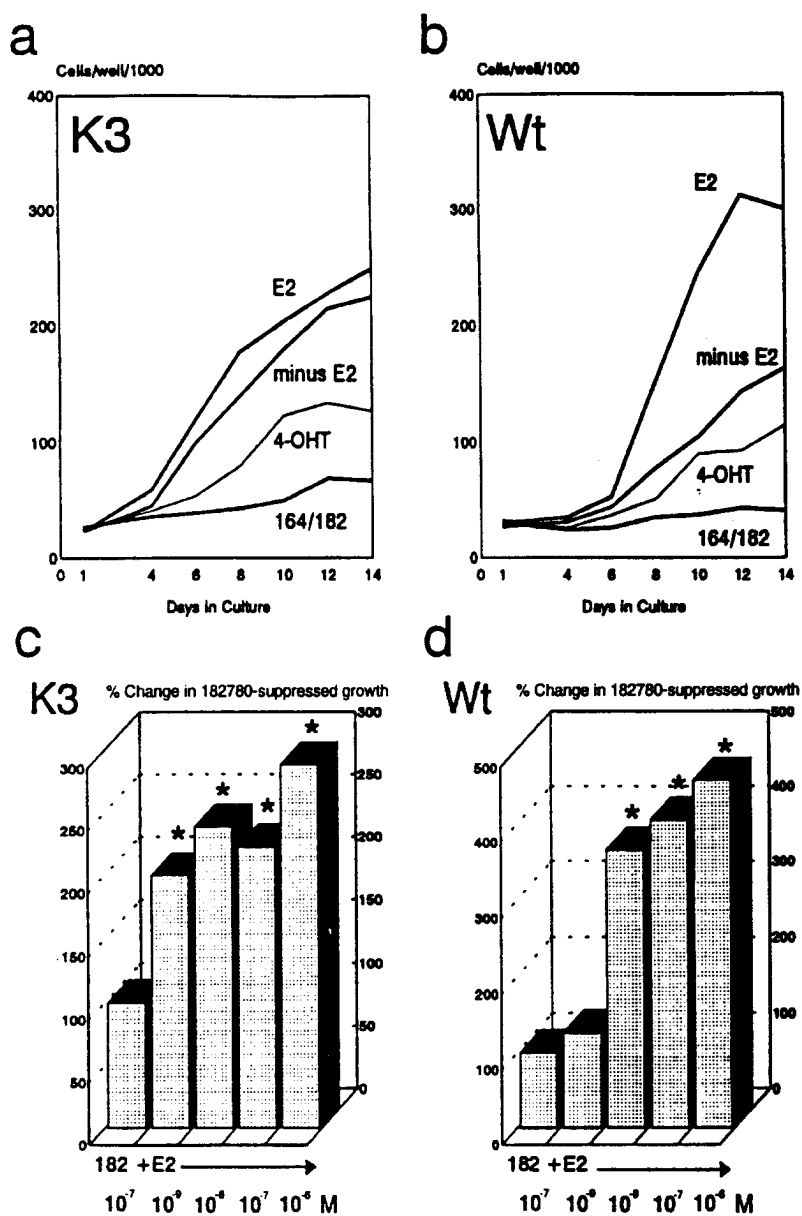 a
Cells/well/1000
400
K3
300
200
100
0
E2
minus E2
4-OHT
164/182
0 1 4 6 8 10 12 14
Days in Culture
b
Cells/well/1000
400
Wt
300
200
100
0
E2
minus E2
4-OHT
164/182
0 1 4 6 8 10 12 14
Days in Culture
c
K3
% Change in 182780-suppressed growth
300
250
200
150
100
50
0
300
250
200
150
100
50
0
* * * *
182 +E2
10⁻⁷ 10⁻⁹ 10⁻⁸ 10⁻⁷ 10⁻⁶ M
d
Wt
% Change in 182780-suppressed growth
500
400
300
200
100
0
500
400
300
200
100
0
* * *
182 +E2
10⁻⁷ 10⁻⁹ 10⁻⁸ 10⁻⁷ 10⁻⁶ M